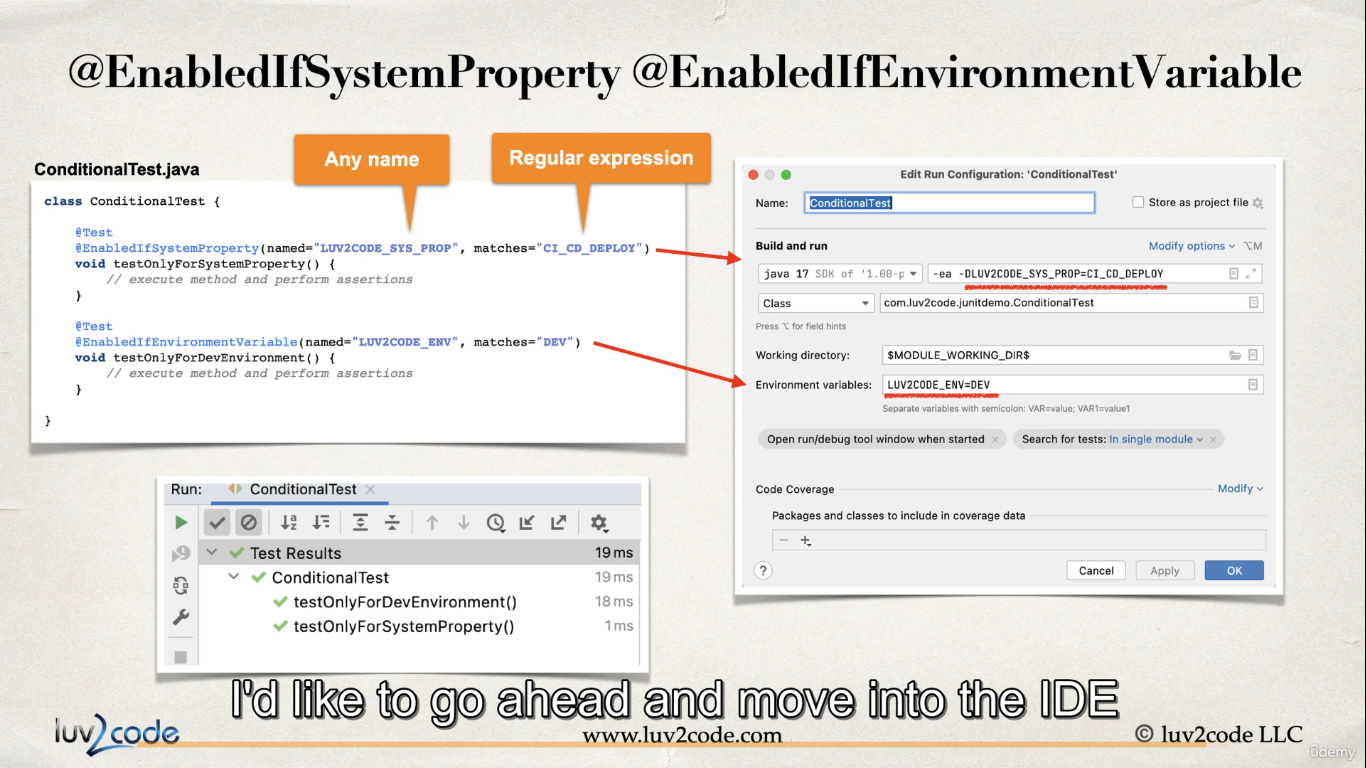 @EnabledIfSystemProperty @EnabledIfEnvironmentVariable
Any name
Regular expression
ConditionalTest.java
class ConditionalTest {
@Test
@EnabledIfSystemProperty(named="LUV2CODE_SYS_PROP", matches="CI_CD_DEPLOY")
void testOnlyForSystemProperty() {
// execute method and perform assertions
}
@Test
@EnabledIfEnvironmentVariable(named="LUV2CODE_ENV", matches="DEV")
void testOnlyForDevEnvironment() {
// execute method and perform assertions
}
}
Edit Run Configuration: 'ConditionalTest'
Name: ConditionalTest
Store as project file
Build and run
Modify options ⌥M
java 17 SDK of '1.00-p
-ea -DLUV2CODE_SYS_PROP=CI_CD_DEPLOY
Class
com.luv2code.junitdemo.ConditionalTest
Press ⌥ for field hints
Working directory: $MODULE_WORKING_DIR$
Environment variables: LUV2CODE_ENV=DEV
Separate variables with semicolon: VAR=value; VAR1=value1
Open run/debug tool window when started ×
Search for tests: In single module ×
Code Coverage
Modify
Packages and classes to include in coverage data
? Cancel Apply OK
Run: ConditionalTest ×
Test Results 19 ms
ConditionalTest 19 ms
testOnlyForDevEnvironment() 18 ms
testOnlyForSystemProperty() 1 ms
I'd like to go ahead and move into the IDE
luv2code
www.luv2code.com
© luv2code LLC
ûdemy